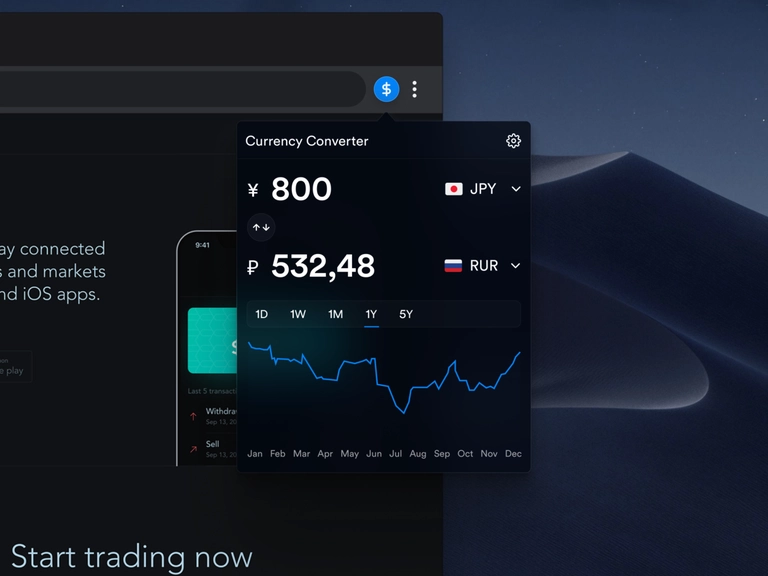 $
Currency Converter
¥ 800
JPY
₽ 532,48
RUR
1D 1W 1M 1Y 5Y
Jan Feb Mar Apr May Jun Jul Aug Sep Oct Nov Dec
ay connected
s and markets
nd iOS apps.
e play
9:41
$
Last 5 transacti
Withdra
Sep 13, 20
Sell
Sep 13, 20
Start trading now